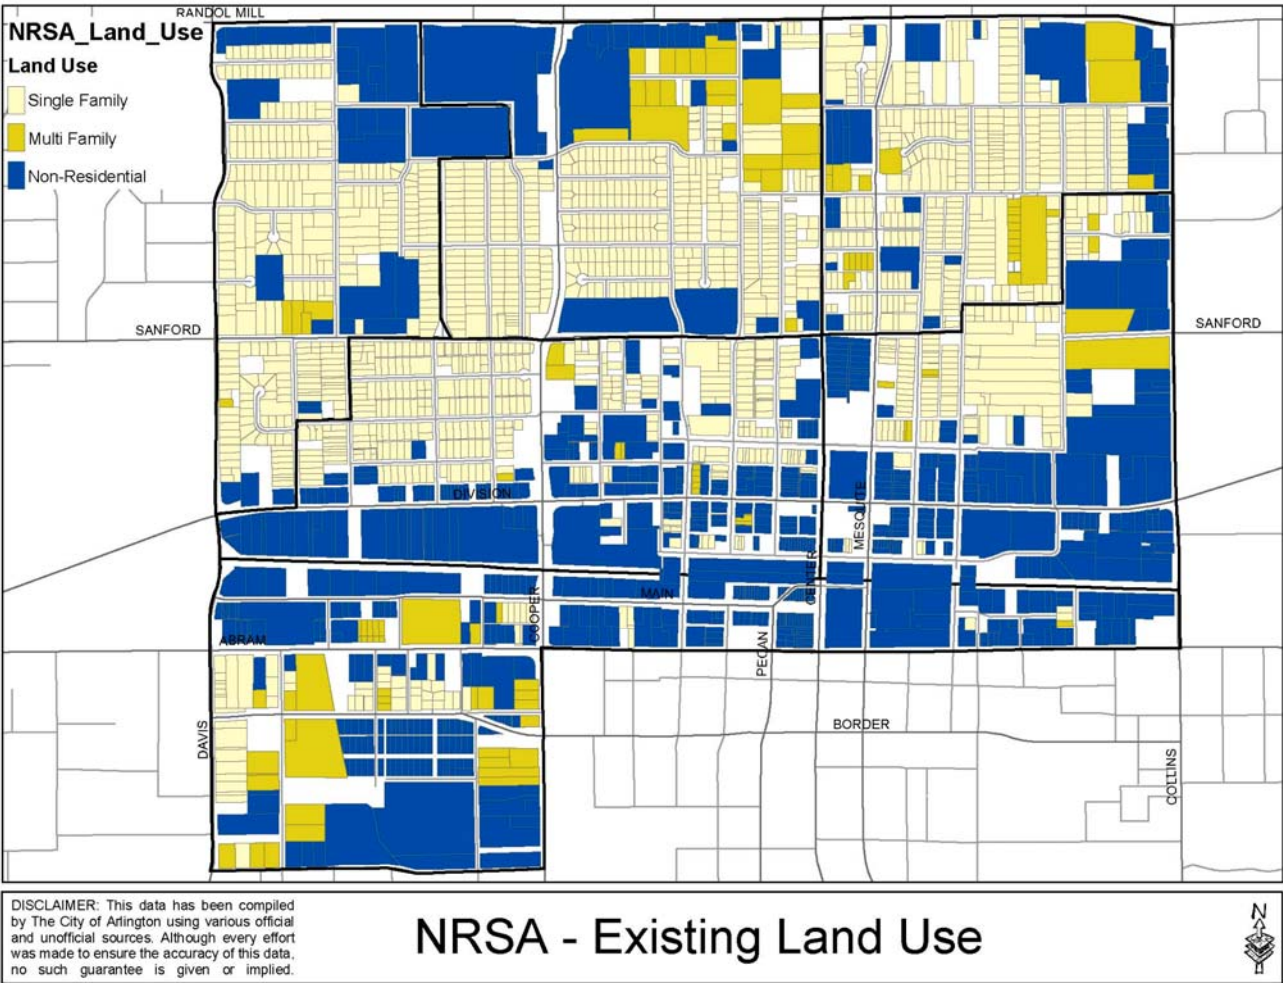 RANDOL MILL
NRSA_Land_Use
Land Use
Single Family
Multi Family
Non-Residential
SANFORD
SANFORD
DIVISION
MESQUITE
CENTER
MAIN
COOPER
ABRAM
PECAN
DAVIS
BORDER
COLLINS
DISCLAIMER: This data has been compiled
by The City of Arlington using various official
and unofficial sources. Although every effort
was made to ensure the accuracy of this data,
no such guarantee is given or implied.
NRSA - Existing Land Use
N